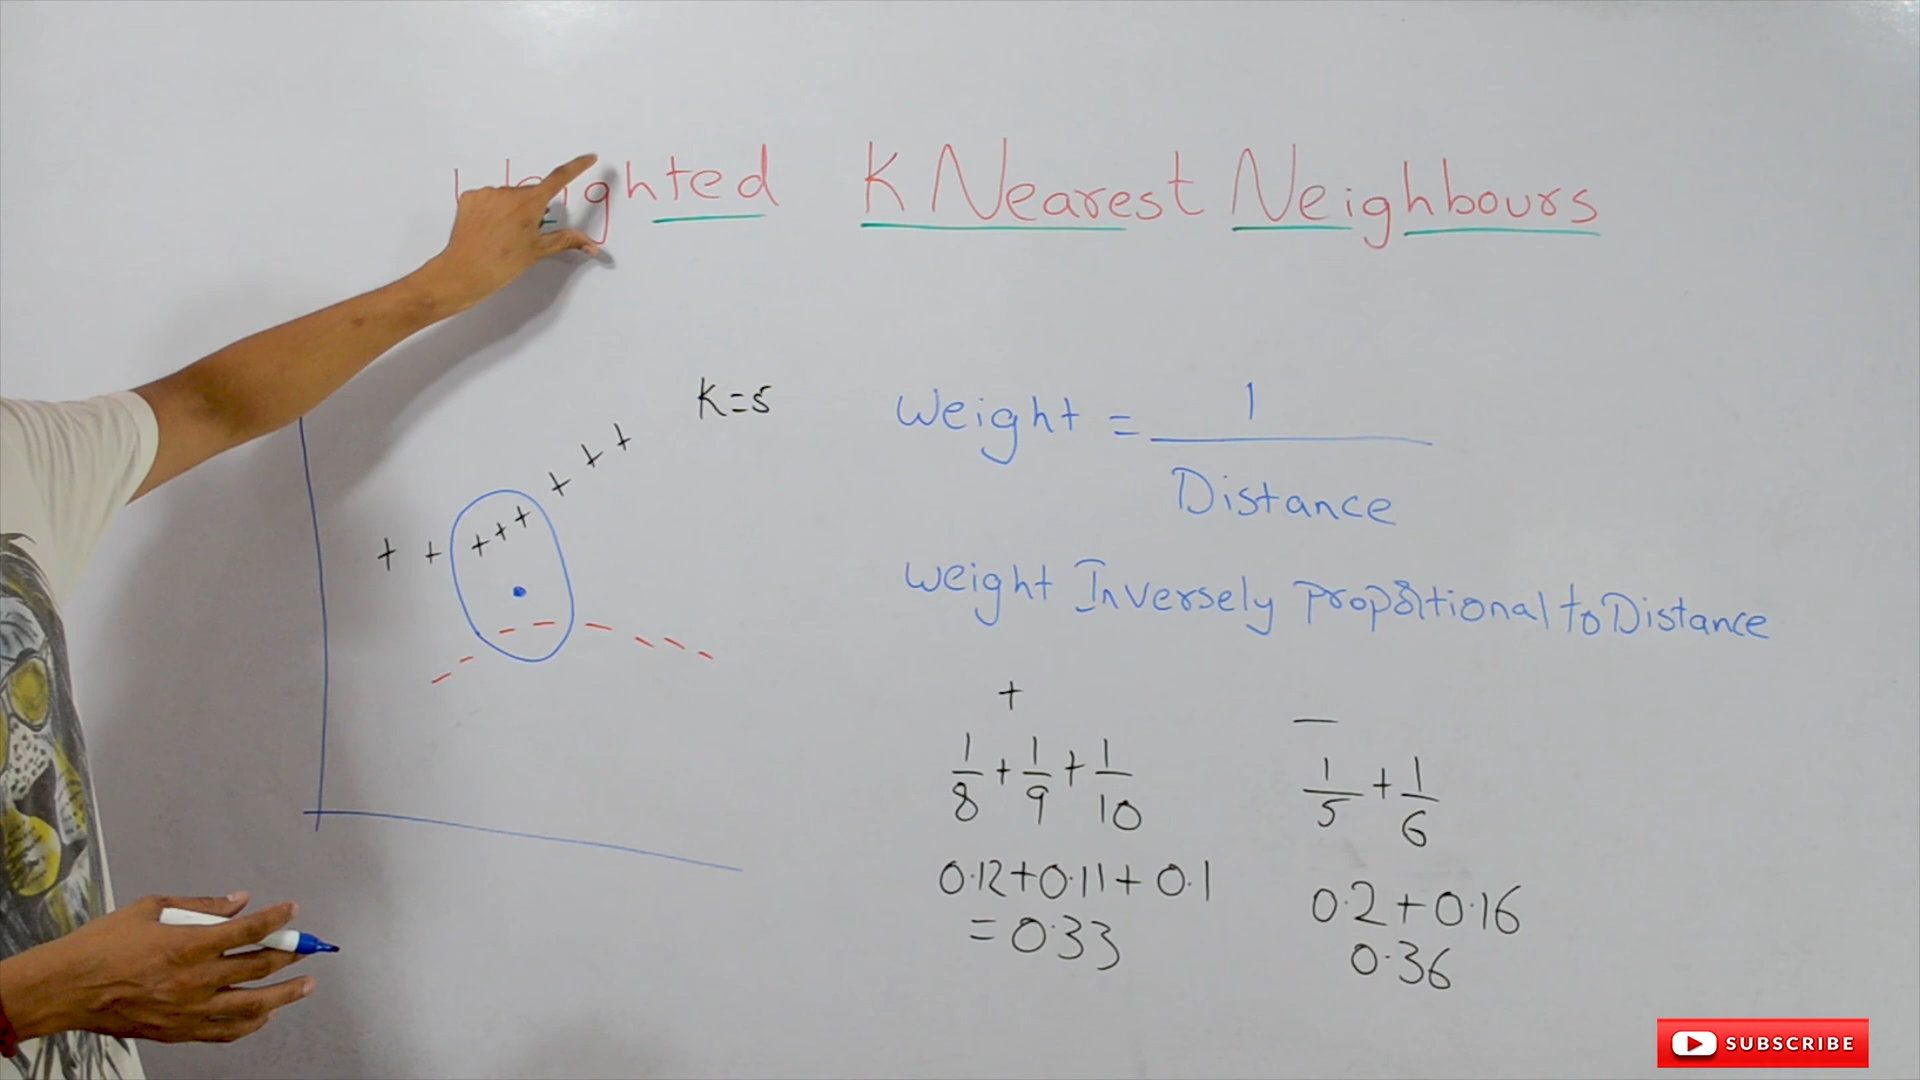 Weighted K Nearest Neighbours
K=5
Weight = 1
Distance
Weight Inversely Proportional to Distance
+
1/8 + 1/9 + 1/10
0.12+0.11+0.1
=0.33
—
1/5 + 1/6
0.2+0.16
0.36
SUBSCRIBE